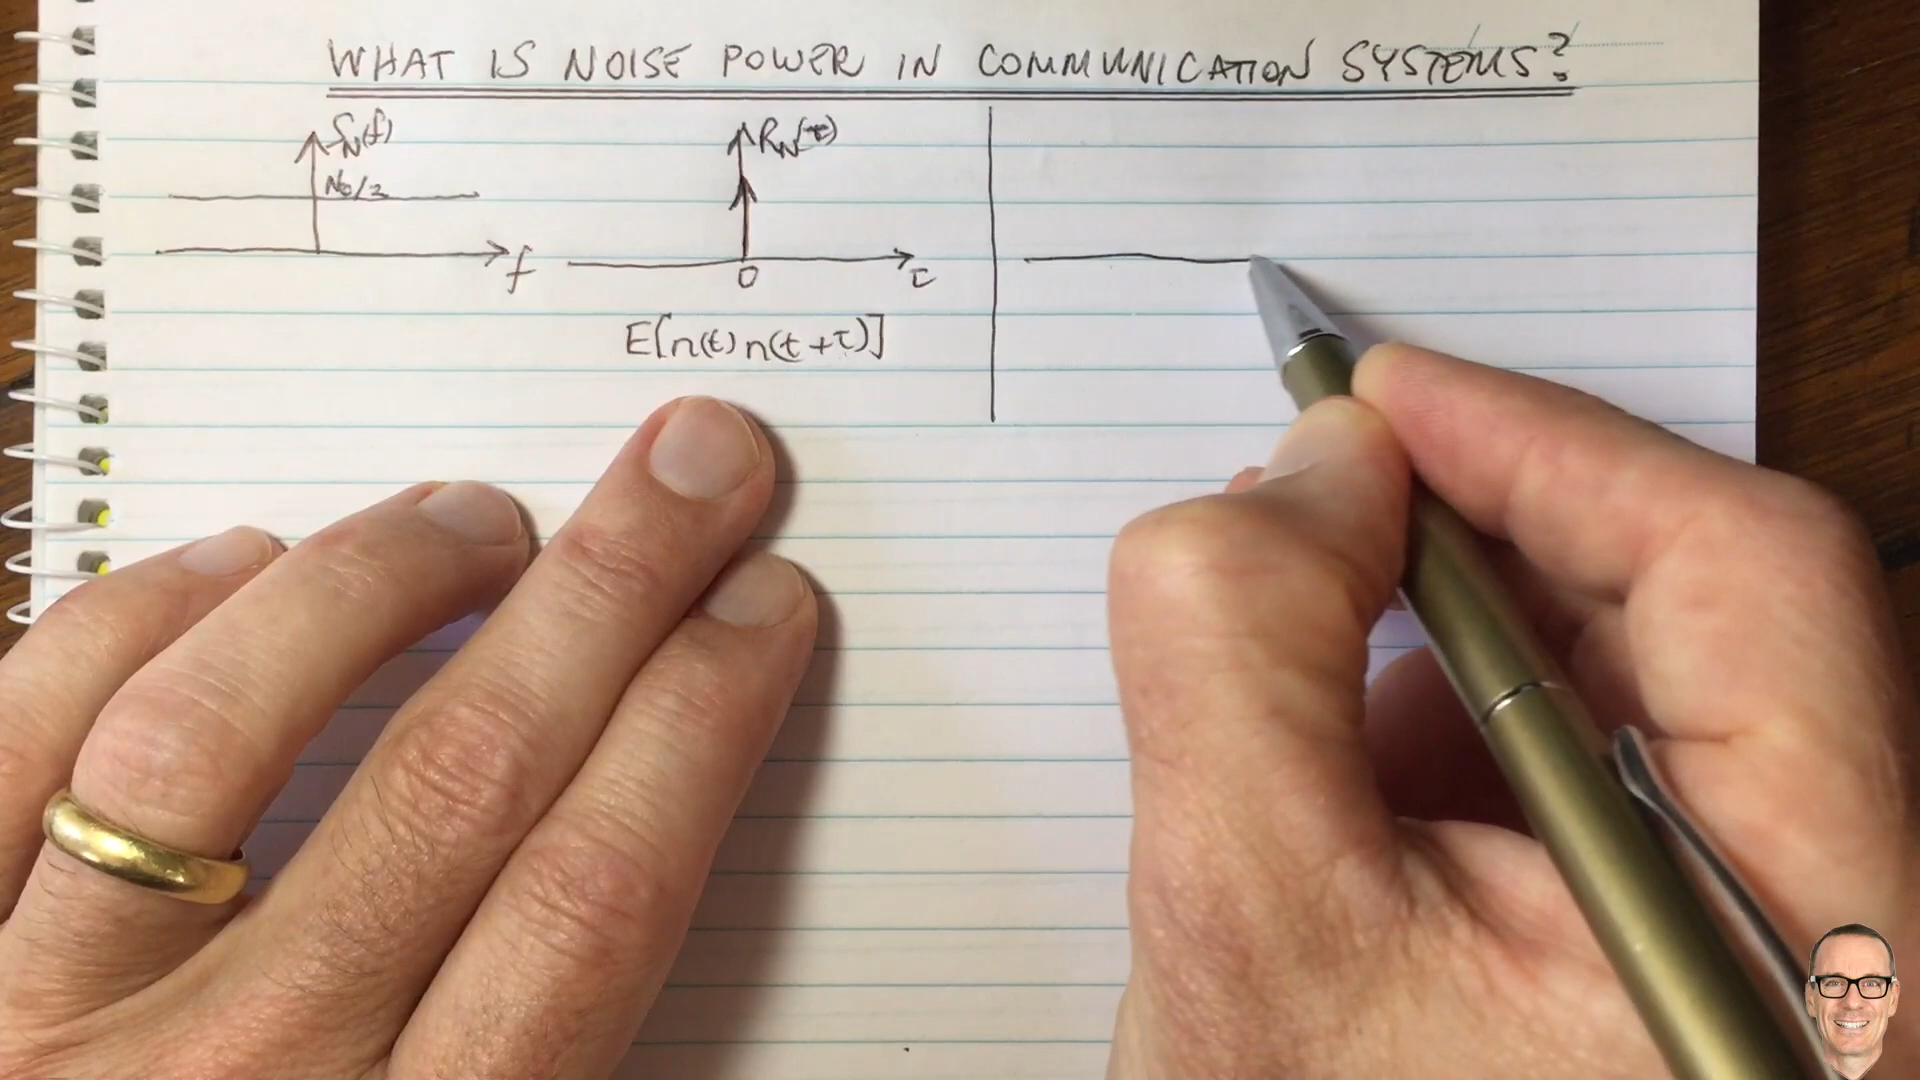 WHAT IS NOISE POWER IN COMMUNICATION SYSTEMS?
S_N(f)
N₀/2
f
R_N(τ)
0
τ
E[n(t)n(t+τ)]